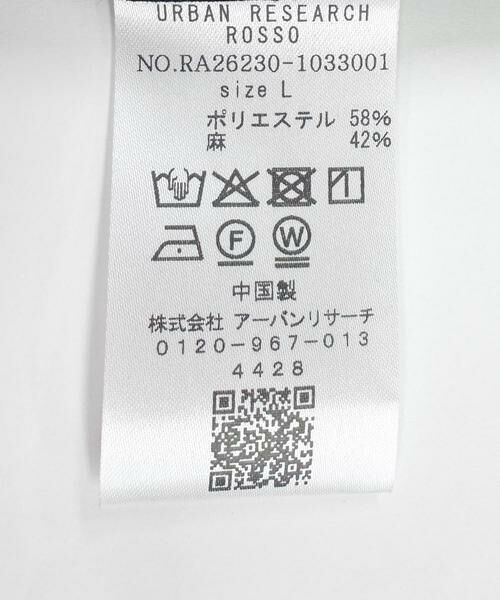 URBAN RESEARCH
ROSSO
NO.RA26230-1033001
size L
ポリエステル 58%
麻 42%
F W
中国製
株式会社 アーバンリサーチ
0120-967-013
4428